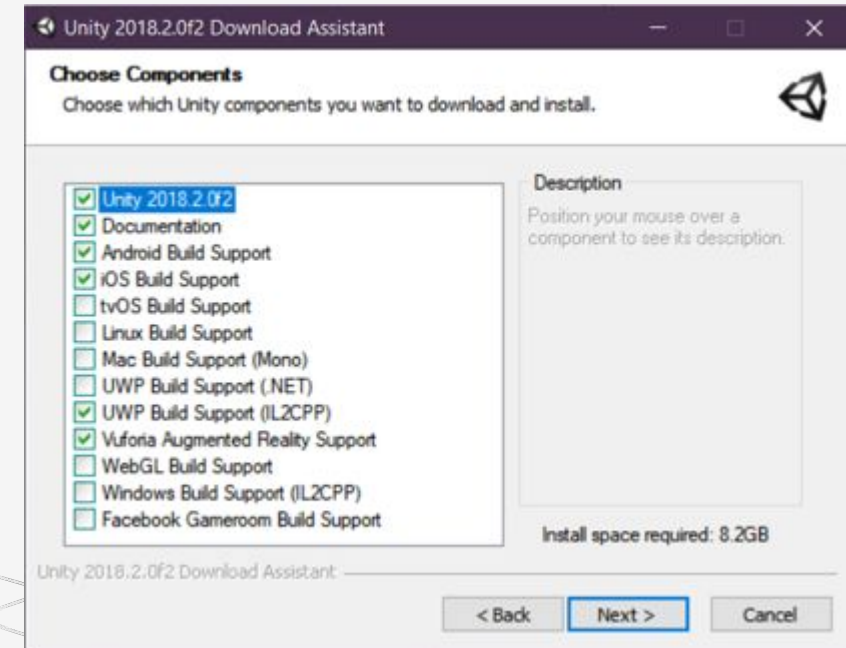 Unity 2018.2.0f2 Download Assistant
Choose Components
Choose which Unity components you want to download and install.
Unity 2018.2.0f2
Documentation
Android Build Support
iOS Build Support
tvOS Build Support
Linux Build Support
Mac Build Support (Mono)
UWP Build Support (.NET)
UWP Build Support (IL2CPP)
Vuforia Augmented Reality Support
WebGL Build Support
Windows Build Support (IL2CPP)
Facebook Gameroom Build Support
Description
Position your mouse over a
component to see its description.
Install space required: 8.2GB
Unity 2018.2.0f2 Download Assistant
< Back
Next >
Cancel